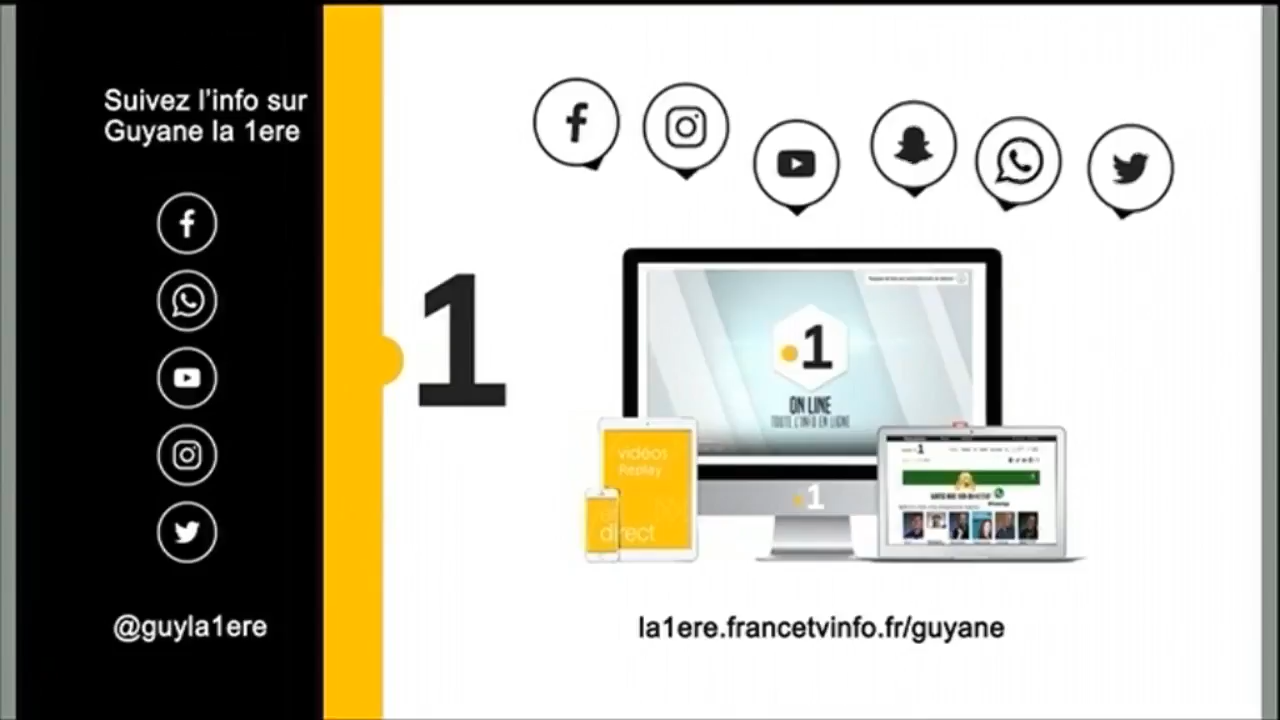 Suivez l'info sur
Guyane la 1ere
@guyla1ere
1
1
ON LINE
TOUTE L'INFO EN LIGNE
vidéos
Replay
direct
1
la1ere.francetvinfo.fr/guyane